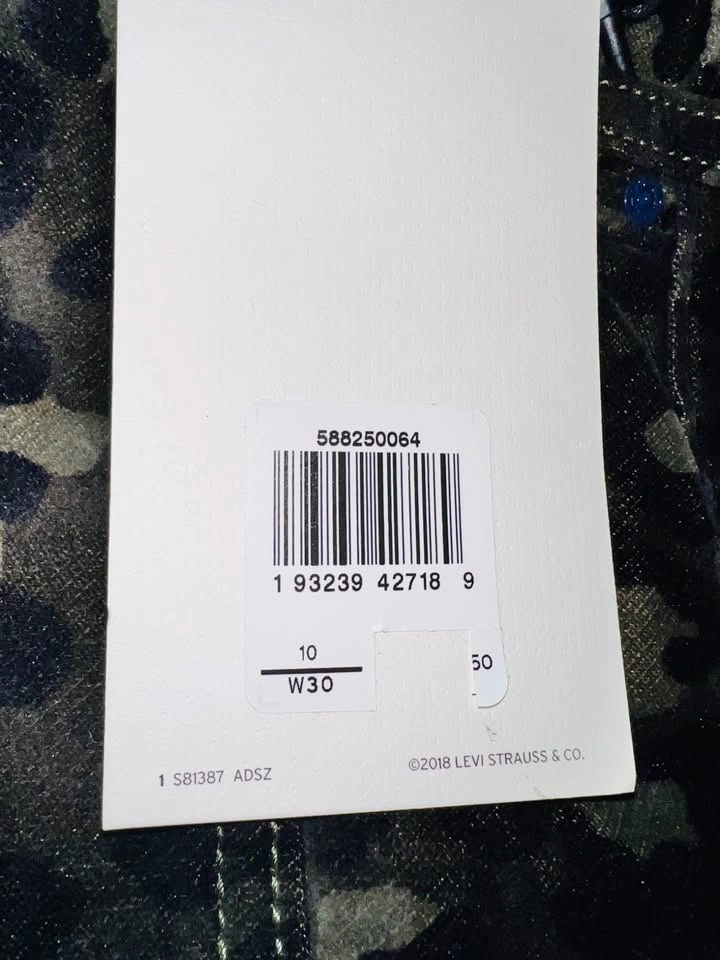 588250064
1 93239 42718 9
10
W30
50
1 S81387 ADSZ
©2018 LEVI STRAUSS & CO.